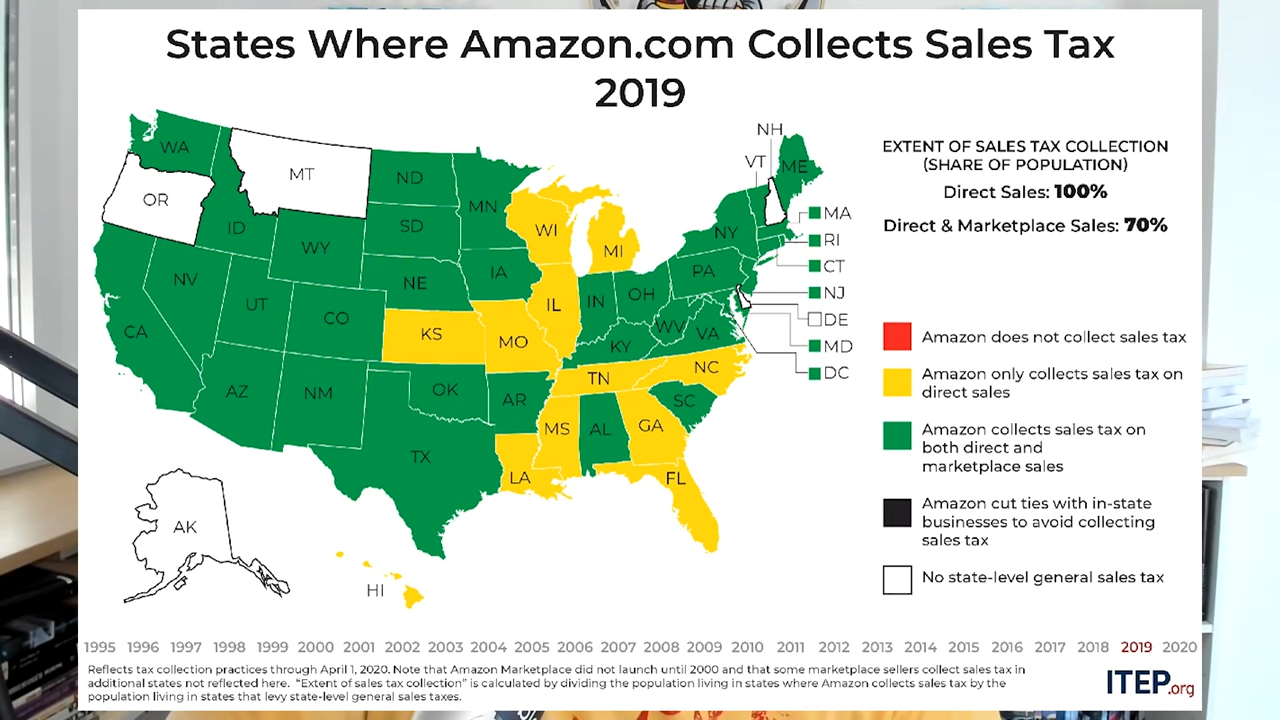 States Where Amazon.com Collects Sales Tax
2019
EXTENT OF SALES TAX COLLECTION
(SHARE OF POPULATION)
Direct Sales: 100%
Direct & Marketplace Sales: 70%
NH
VT
ME
WA
MT
ND
MN
OR
ID
SD
WI
MI
NY
MA
RI
CT
NJ
DE
MD
DC
WY
IA
PA
NV
NE
IL
IN
OH
UT
CO
CA
KS
MO
KY
WV
VA
AZ
NM
OK
AR
TN
NC
SC
MS
AL
GA
TX
LA
FL
AK
HI
Amazon does not collect sales tax
Amazon only collects sales tax on
direct sales
Amazon collects sales tax on
both direct and
marketplace sales
Amazon cut ties with in-state
businesses to avoid collecting
sales tax
No state-level general sales tax
1995 1996 1997 1998 1999 2000 2001 2002 2003 2004 2005 2006 2007 2008 2009 2010 2011 2012 2013 2014 2015 2016 2017 2018 2019 2020
Reflects tax collection practices through April 1, 2020. Note that Amazon Marketplace did not launch until 2000 and that some marketplace sellers collect sales tax in
additional states not reflected here. "Extent of sales tax collection" is calculated by dividing the population living in states where Amazon collects sales tax by the
population living in states that levy state-level general sales taxes.
ITEP.org